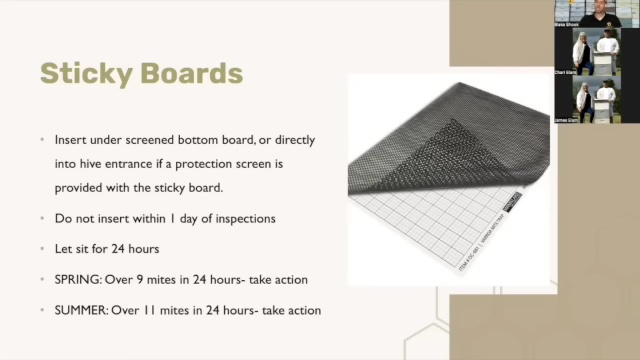 Sticky Boards
• Insert under screened bottom board, or directly
into hive entrance if a protection screen is
provided with the sticky board.
• Do not insert within 1 day of inspections
• Let sit for 24 hours
• SPRING: Over 9 mites in 24 hours- take action
• SUMMER: Over 11 mites in 24 hours- take action